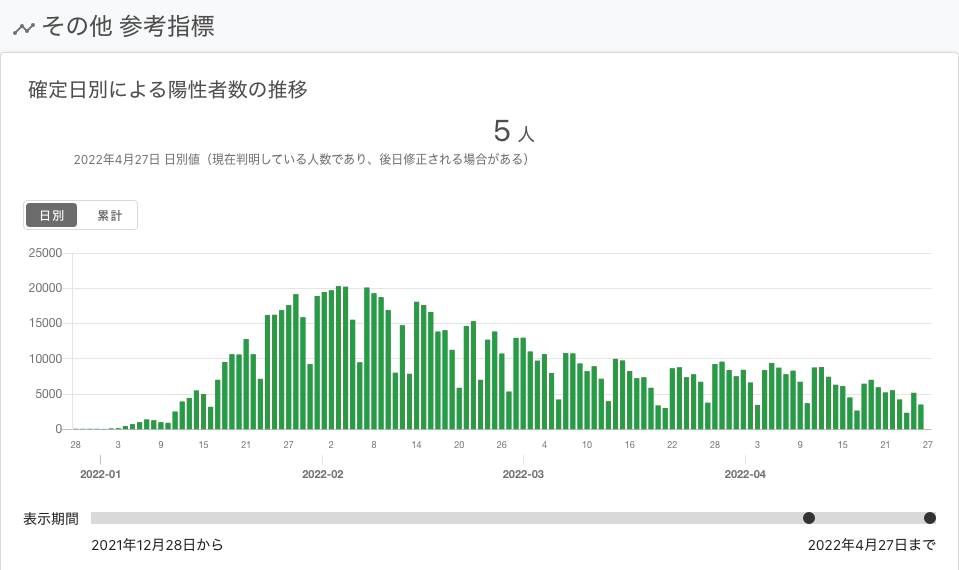 その他 参考指標
確定日別による陽性者数の推移
5 人
2022年4月27日 日別値（現在判明している人数であり、後日修正される場合がある）
日別 累計
25000
20000
15000
10000
5000
0
28 3 9 15 21 27 2 8 14 20 26 4 10 16 22 28 3 9 15 21 27
2022-01 2022-02 2022-03 2022-04
表示期間
2021年12月28日から 2022年4月27日まで